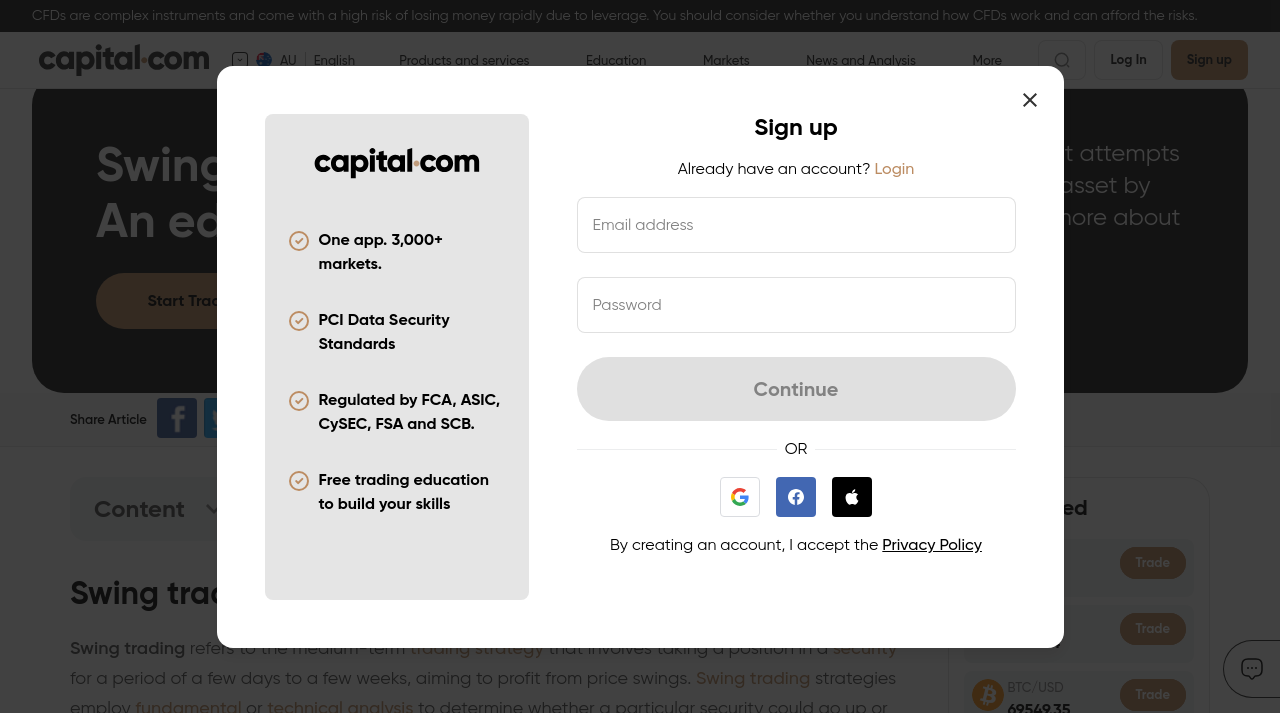 CFDs are complex instruments and come with a high risk of losing money rapidly due to leverage. You should consider whether you understand how CFDs work and can afford the risks.
capital.com
AU English Products and services Education Markets News and Analysis More Log In Sign up
Swing
An ed
t attempts
asset by
more about
Start Trad
Share Article
Content
Swing trad
Swing trading refers to the medium-term trading strategy that involves taking a position in a security
for a period of a few days to a few weeks, aiming to profit from price swings. Swing trading strategies
employ fundamental or technical analysis to determine whether a particular security could go up or
ed
Trade
Trade
BTC/USD
69549.35
Trade
capital.com
One app. 3,000+
markets.
PCI Data Security
Standards
Regulated by FCA, ASIC,
CySEC, FSA and SCB.
Free trading education
to build your skills
Sign up
Already have an account? Login
Email address
Password
Continue
OR
By creating an account, I accept the Privacy Policy